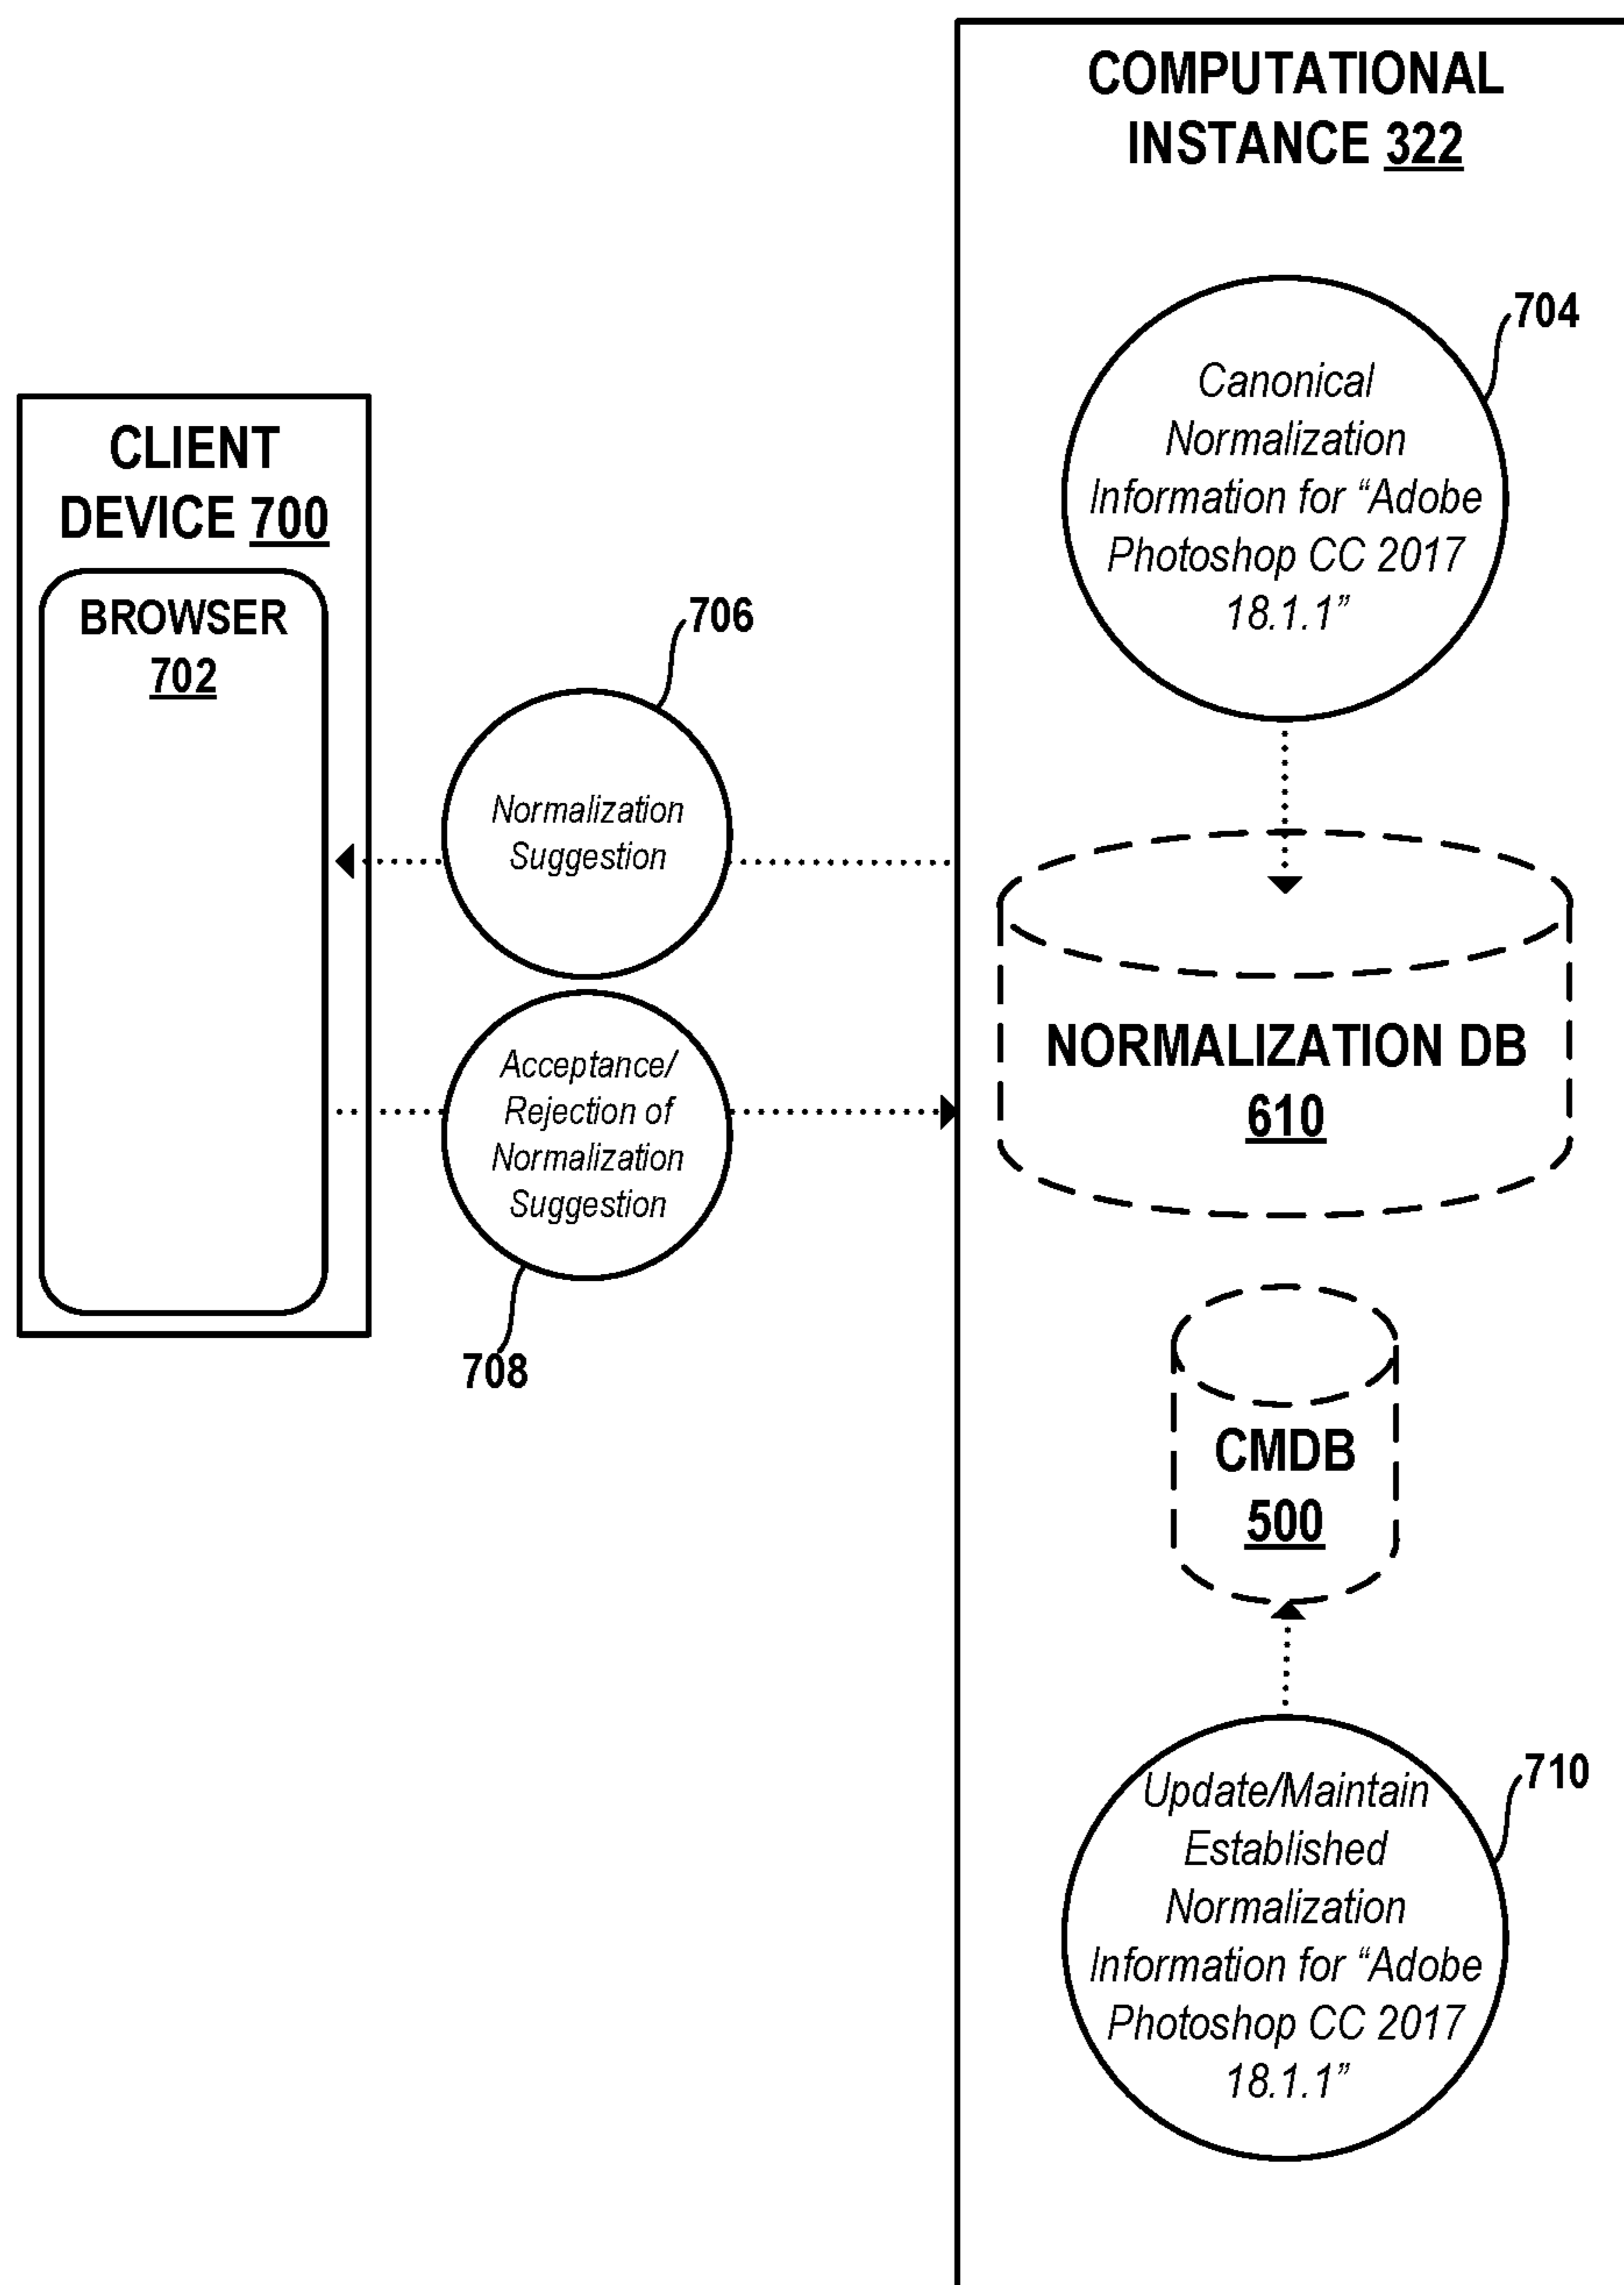 COMPUTATIONAL
INSTANCE 322
704
Canonical
Normalization
Information for “Adobe
Photoshop CC 2017
18.1.1”
CLIENT
DEVICE 700
BROWSER
702
706
Normalization
Suggestion
Acceptance/
Rejection of
Normalization
Suggestion
708
NORMALIZATION DB
610
CMDB
500
710
Update/Maintain
Established
Normalization
Information for “Adobe
Photoshop CC 2017
18.1.1”